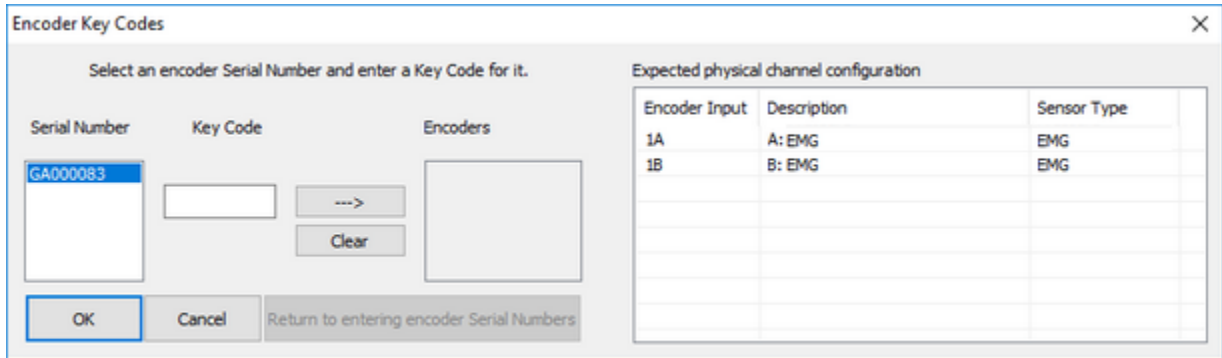 Encoder Key Codes
Select an encoder Serial Number and enter a Key Code for it.
Serial Number Key Code Encoders
GA000083
--->
Clear
OK Cancel Return to entering encoder Serial Numbers
Expected physical channel configuration
Encoder Input Description Sensor Type
1A A: EMG EMG
1B B: EMG EMG